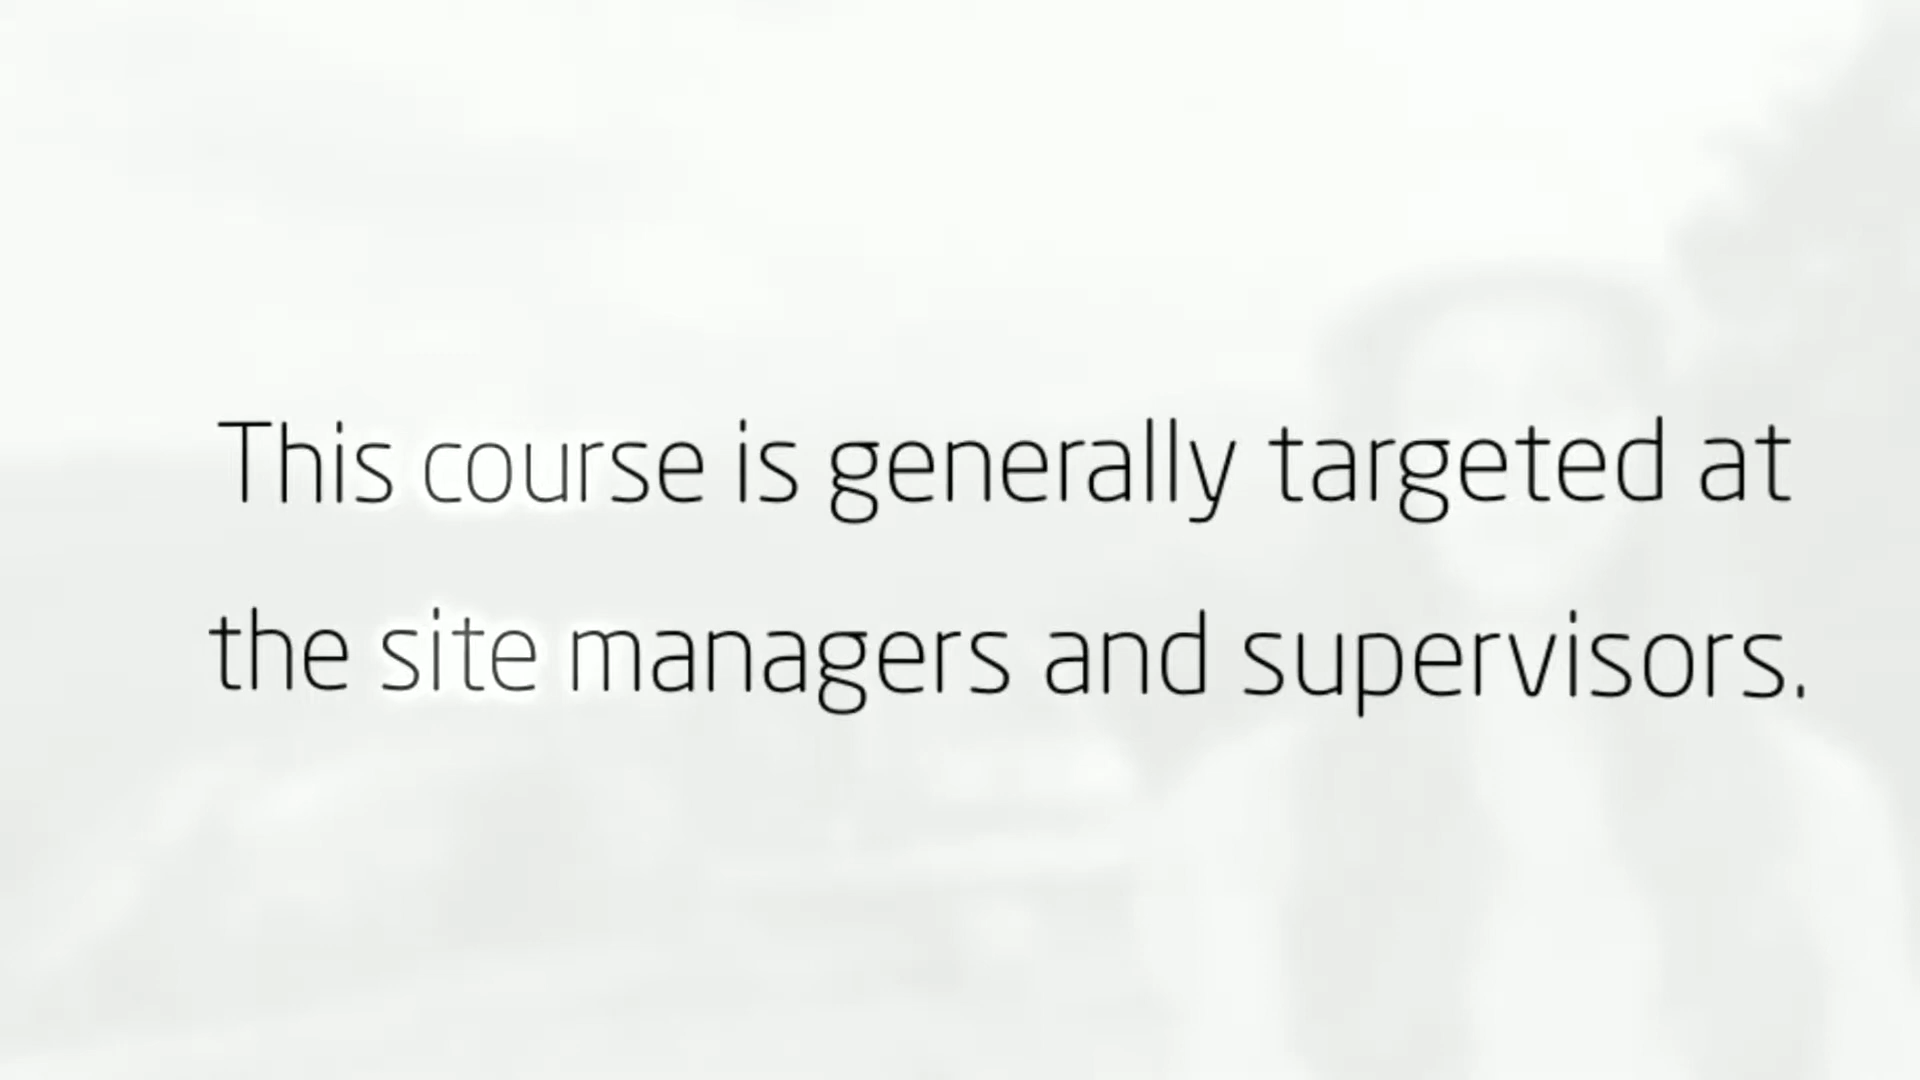 This course is generally targeted at
the site managers and supervisors.